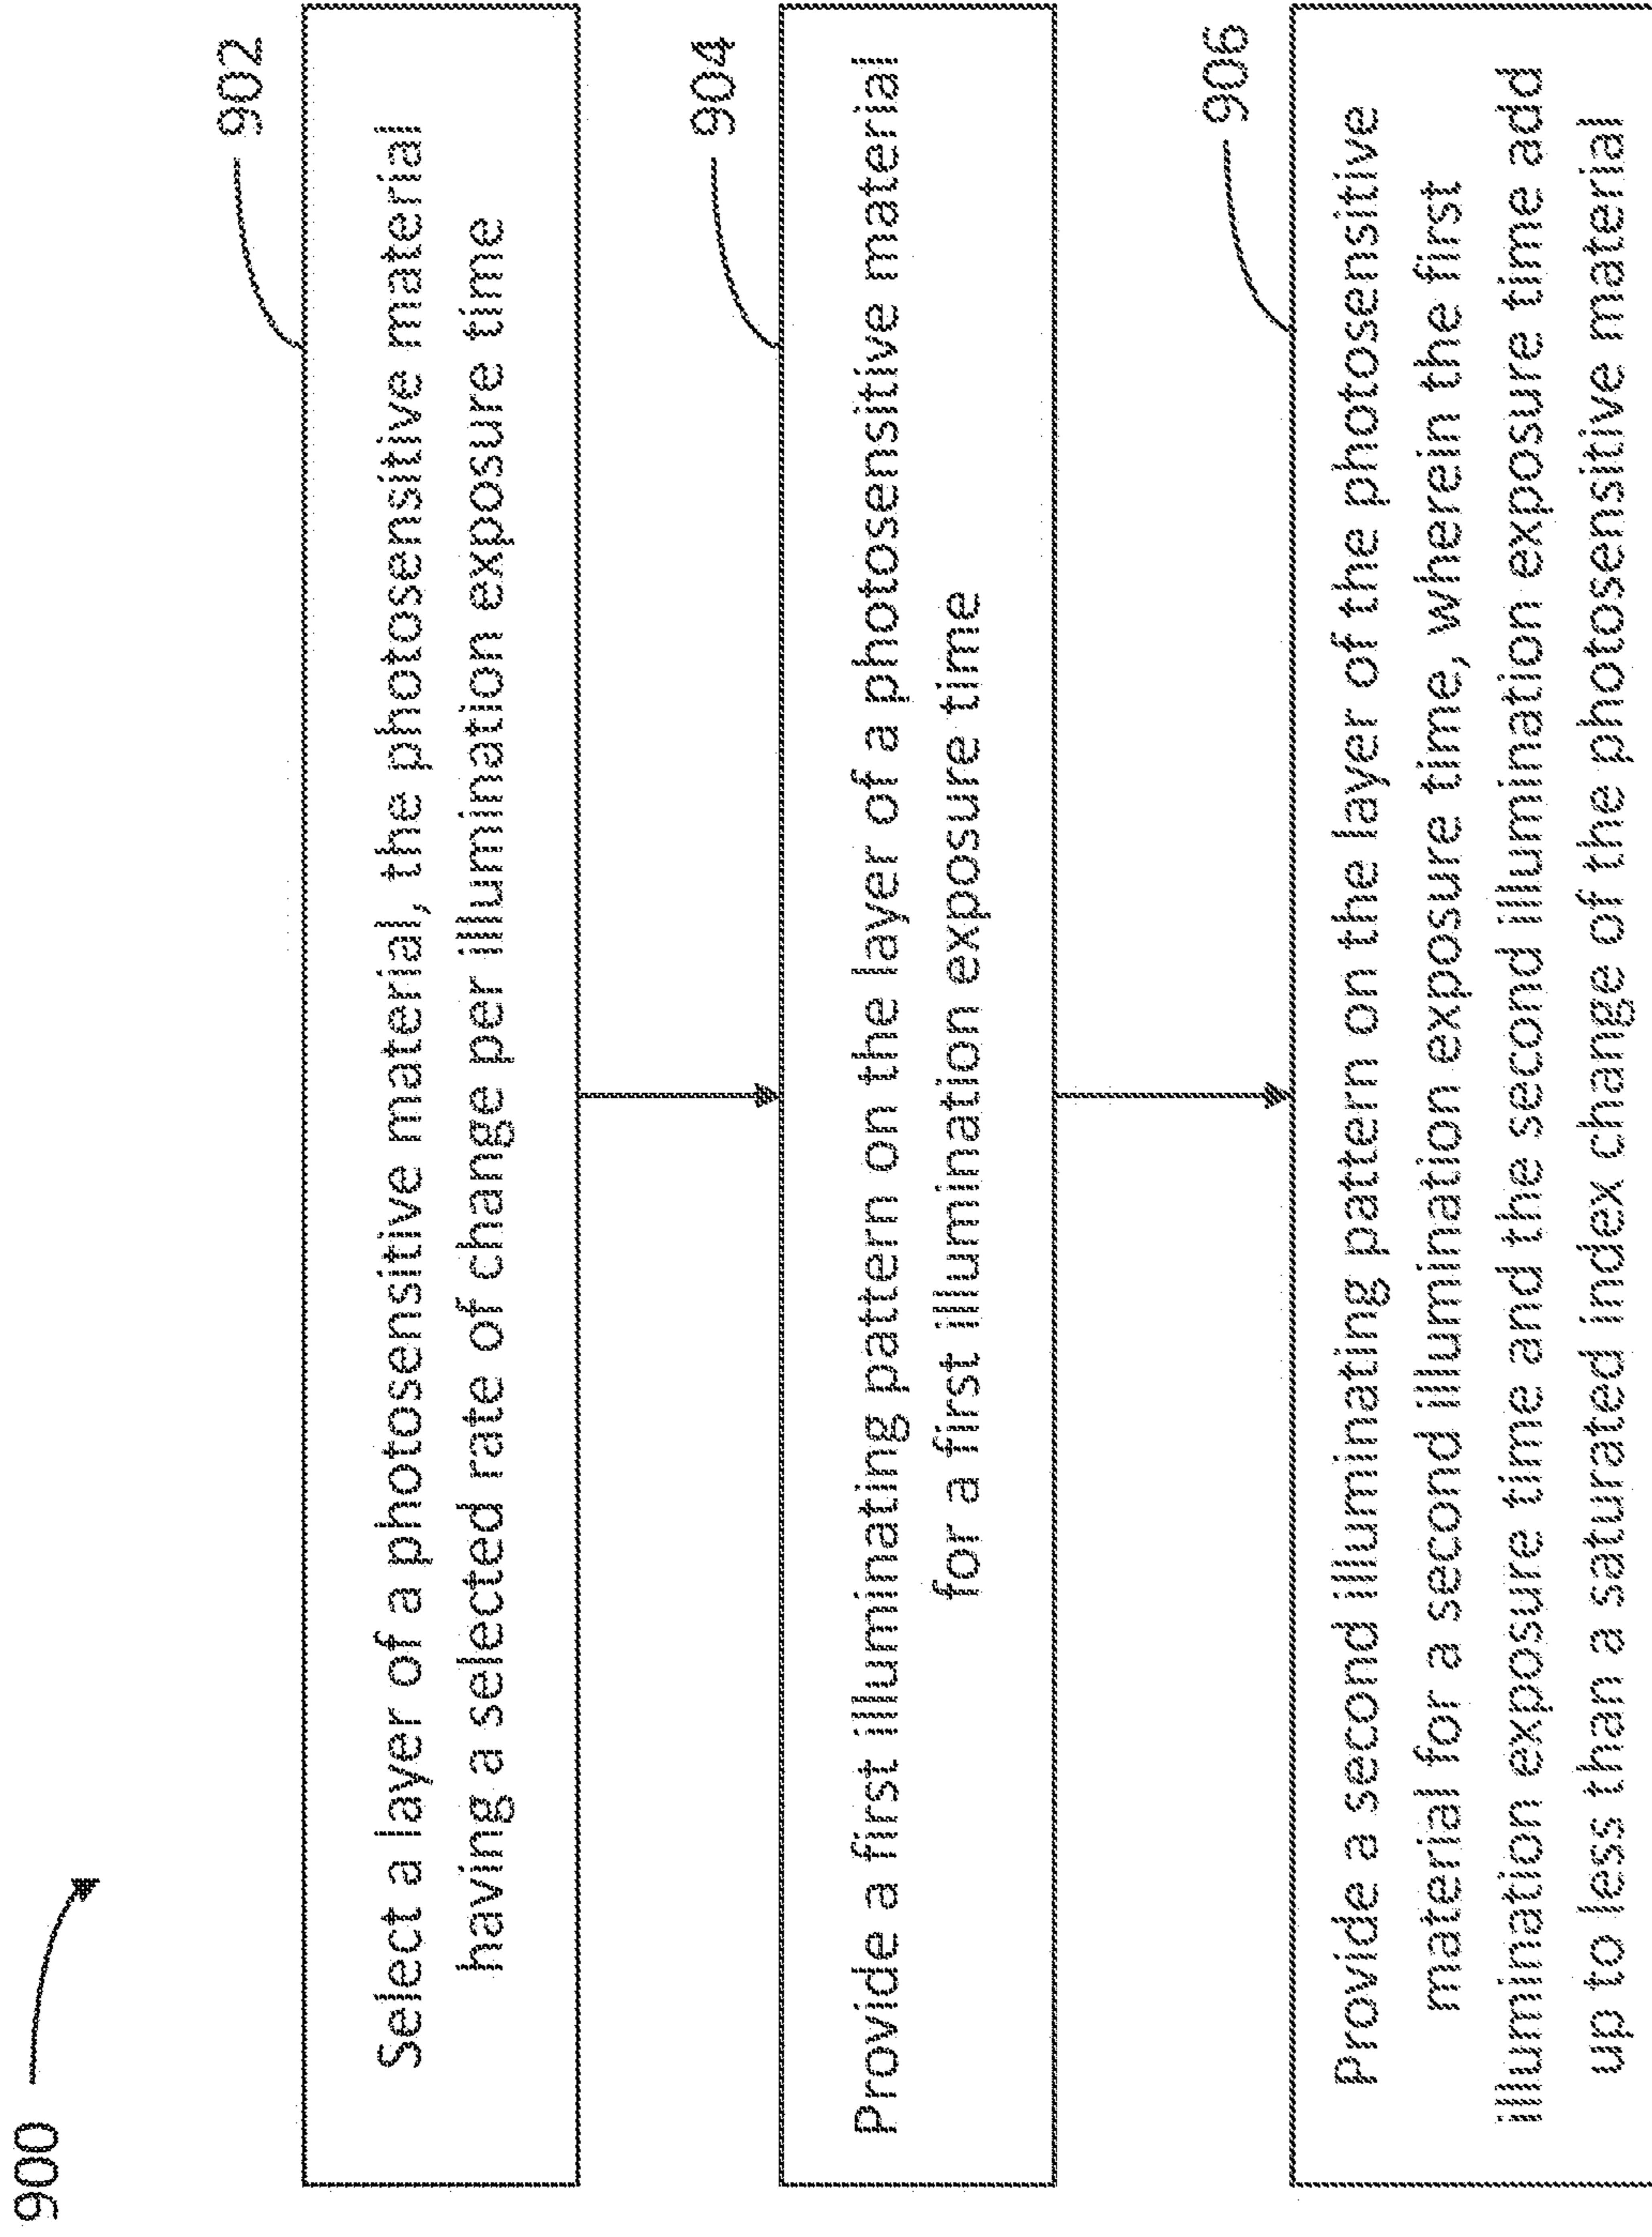 900
902
Select a layer of a photosensitive material, the photosensitive material
having a selected rate of change per illumination exposure time
904
Provide a first illuminating pattern on the layer of a photosensitive material
for a first illumination exposure time
906
Provide a second illuminating pattern on the layer of the photosensitive
material for a second illumination exposure time, wherein the first
illumination exposure time and the second illumination exposure time add
up to less than a saturated index change of the photosensitive material